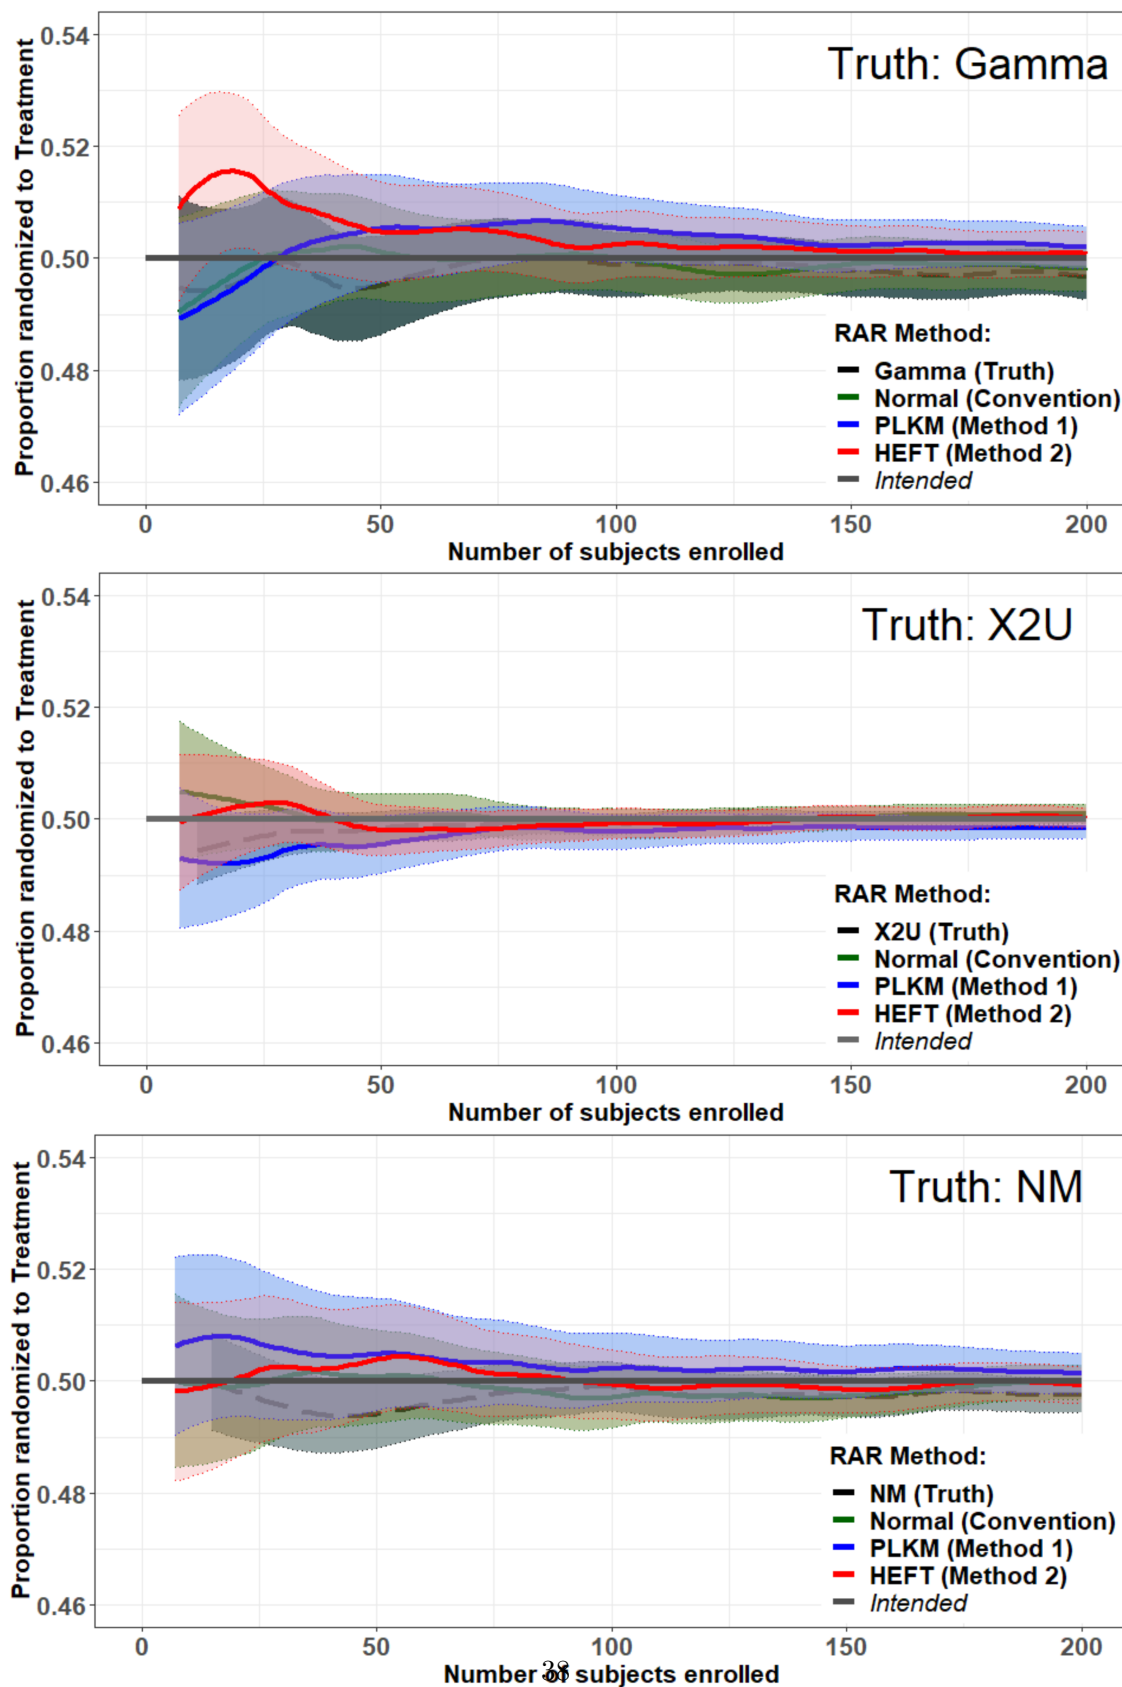 0.54
Truth: Gamma
0.52
0.50
0.48
0.46
Proportion randomized to Treatment
RAR Method:
Gamma (Truth)
Normal (Convention)
PLKM (Method 1)
HEFT (Method 2)
Intended
0 50 100 150 200
Number of subjects enrolled
0.54
Truth: X2U
0.52
0.50
0.48
0.46
Proportion randomized to Treatment
RAR Method:
X2U (Truth)
Normal (Convention)
PLKM (Method 1)
HEFT (Method 2)
Intended
0 50 100 150 200
Number of subjects enrolled
0.54
Truth: NM
0.52
0.50
0.48
0.46
Proportion randomized to Treatment
RAR Method:
NM (Truth)
Normal (Convention)
PLKM (Method 1)
HEFT (Method 2)
Intended
0 50 100 150 200
Number of subjects enrolled
38